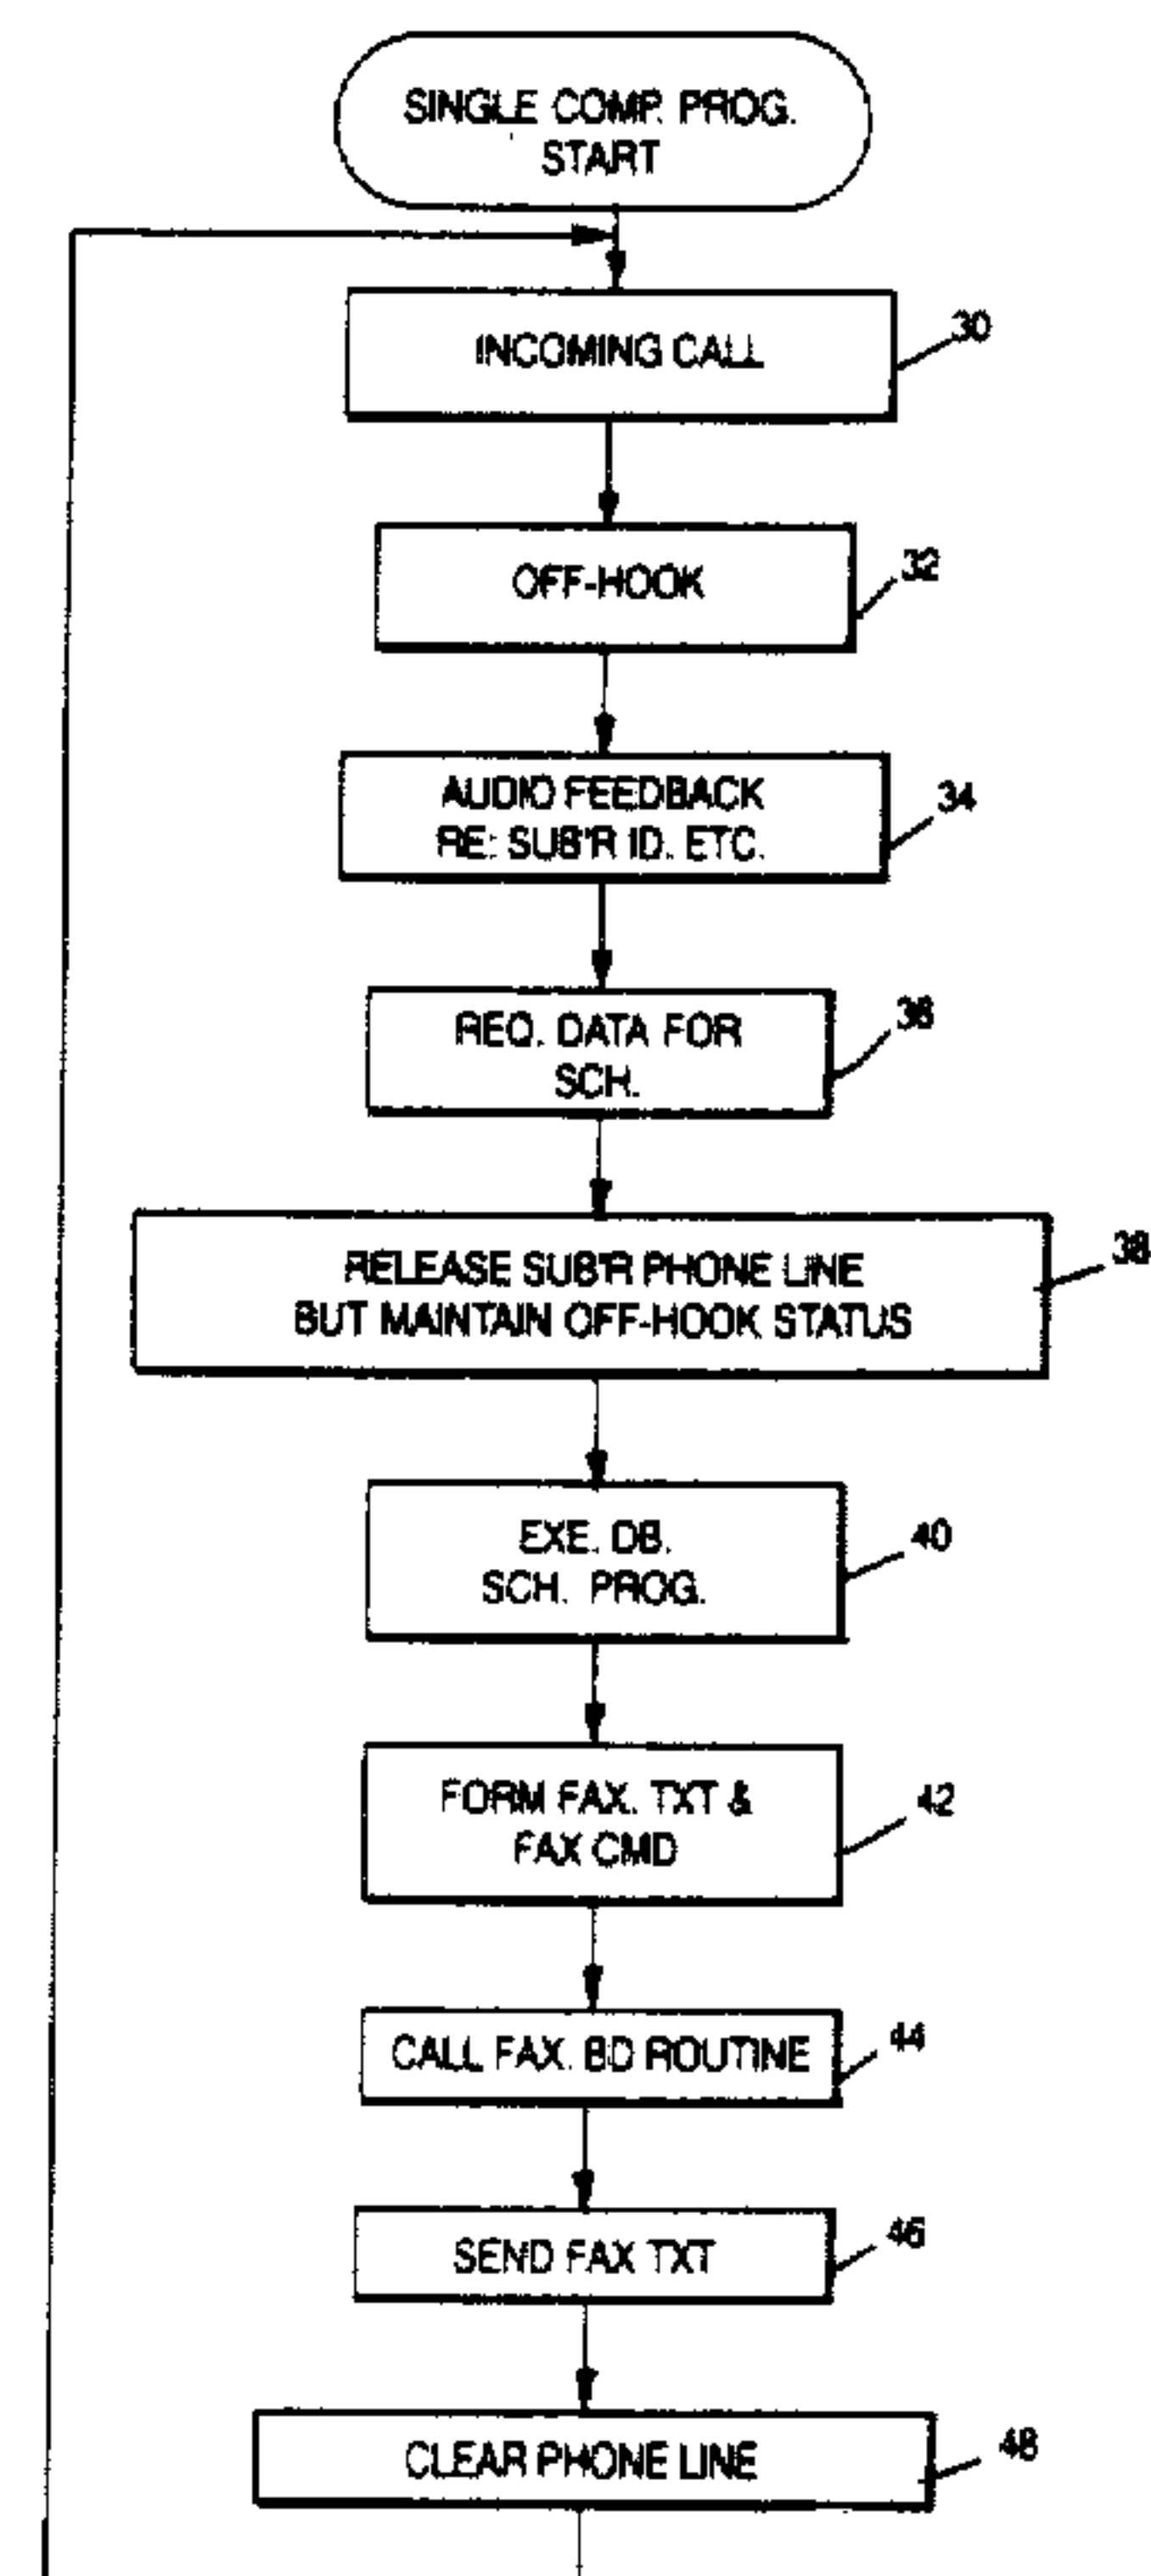 SINGLE COMP. PROG.
START
INCOMING CALL
30
OFF-HOOK
32
AUDIO FEEDBACK
RE: SUB'R ID. ETC.
34
REQ. DATA FOR
SCH.
36
RELEASE SUB'R PHONE LINE
BUT MAINTAIN OFF-HOOK STATUS
38
EXE. DB.
SCH. PROG.
40
FORM FAX. TXT &
FAX CMD
42
CALL FAX. BD ROUTINE
44
SEND FAX TXT
46
CLEAR PHONE LINE
48